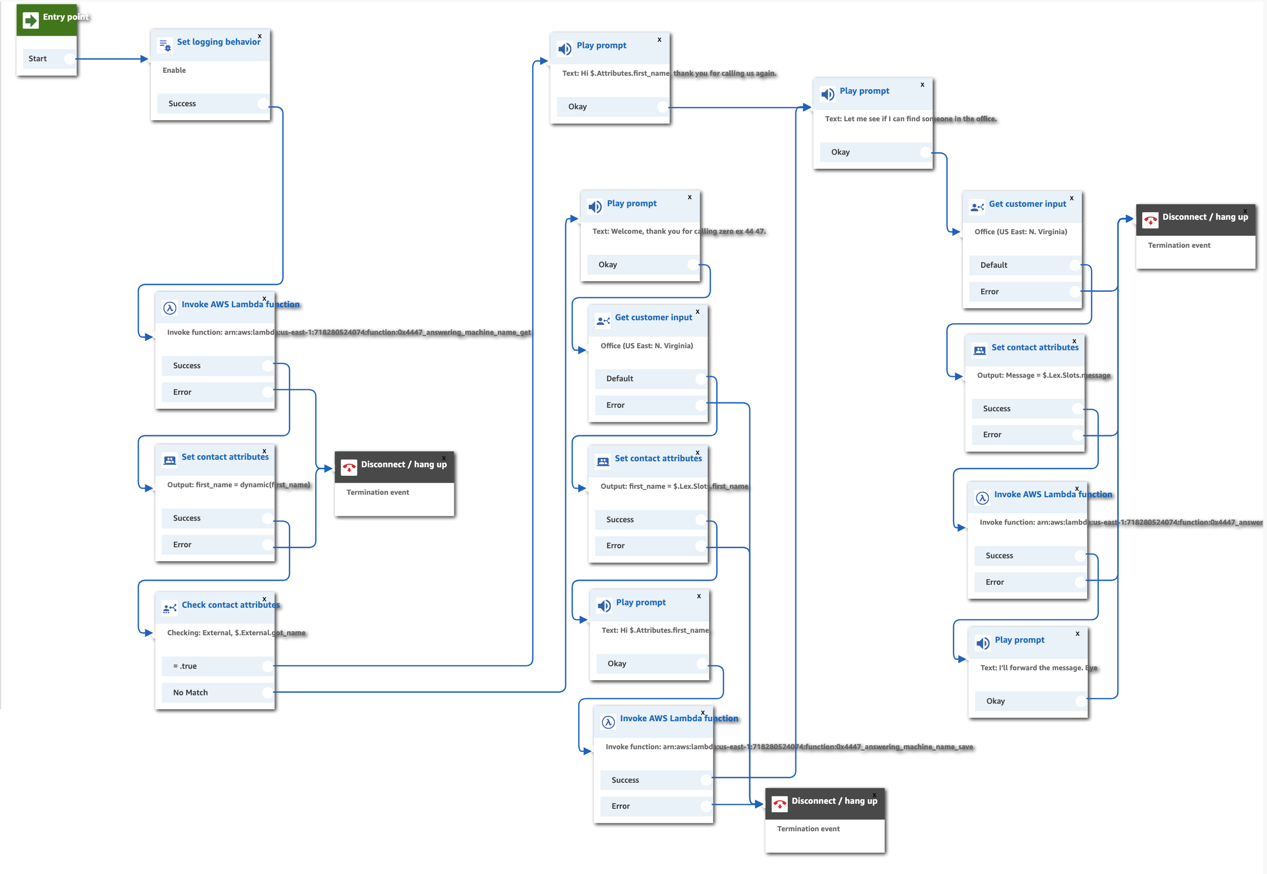 Entry point
Start
Set logging behavior
x
Enable
Success
Invoke AWS Lambda function
x
Invoke function: arn:aws:lambda:us-east-1:718280524074:function:0x4447_answering_machine_name_get
Success
Error
Set contact attributes
x
Output: first_name = dynamic(first_name)
Success
Error
Check contact attributes
x
Checking: External, $.External.got_name
= .true
No Match
Disconnect / hang up
x
Termination event
Play prompt
x
Text: Hi $.Attributes.first_name, thank you for calling us again.
Okay
Play prompt
x
Text: Welcome, thank you for calling zero ex 44 47.
Okay
Get customer input
x
Office (US East: N. Virginia)
Default
Error
Set contact attributes
x
Output: first_name = $.Lex.Slots.first_name
Success
Error
Play prompt
x
Text: Hi $.Attributes.first_name
Okay
Invoke AWS Lambda function
x
Invoke function: arn:aws:lambda:us-east-1:718280524074:function:0x4447_answering_machine_name_save
Success
Error
Disconnect / hang up
x
Termination event
Play prompt
x
Text: Let me see if I can find someone in the office.
Okay
Get customer input
x
Office (US East: N. Virginia)
Default
Error
Disconnect / hang up
x
Termination event
Set contact attributes
x
Output: Message = $.Lex.Slots.message
Success
Error
Invoke AWS Lambda function
x
Invoke function: arn:aws:lambda:us-east-1:718280524074:function:0x4447_answer
Success
Error
Play prompt
x
Text: I'll forward the message. Bye
Okay